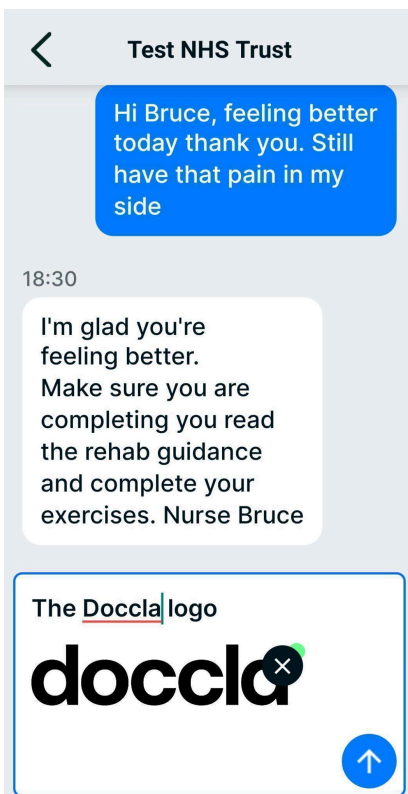 Test NHS Trust
Hi Bruce, feeling better
today thank you. Still
have that pain in my
side
18:30
I'm glad you're
feeling better.
Make sure you are
completing you read
the rehab guidance
and complete your
exercises. Nurse Bruce
The Doccla logo
doccla